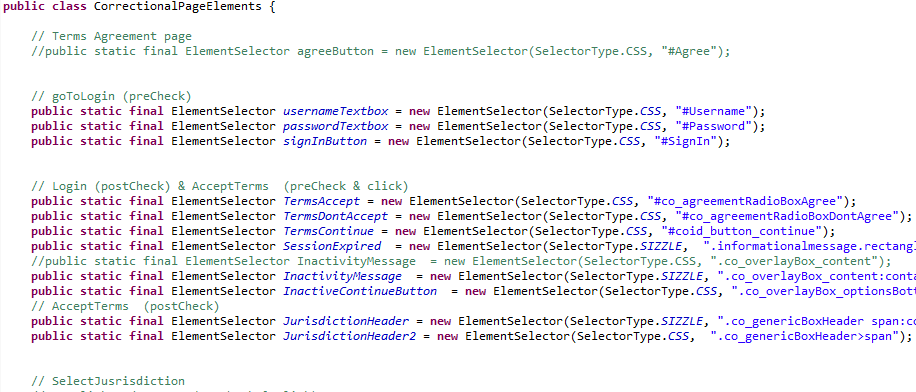 public class CorrectionalPageElements {
// Terms Agreement page
//public static final ElementSelector agreeButton = new ElementSelector(SelectorType.CSS, "#Agree");
// goToLogin (preCheck)
public static final ElementSelector usernameTextbox = new ElementSelector(SelectorType.CSS, "#Username");
public static final ElementSelector passwordTextbox = new ElementSelector(SelectorType.CSS, "#Password");
public static final ElementSelector signInButton = new ElementSelector(SelectorType.CSS, "#SignIn");
// Login (postCheck) & AcceptTerms  (preCheck & click)
public static final ElementSelector TermsAccept = new ElementSelector(SelectorType.CSS, "#co_agreementRadioBoxAgree");
public static final ElementSelector TermsDontAccept = new ElementSelector(SelectorType.CSS, "#co_agreementRadioBoxDontAgree");
public static final ElementSelector TermsContinue = new ElementSelector(SelectorType.CSS, "#coid_button_continue");
public static final ElementSelector SessionExpired  = new ElementSelector(SelectorType.SIZZLE,  ".informationalmessage.rectangl
//public static final ElementSelector InactivityMessage  = new ElementSelector(SelectorType.CSS, ".co_overlayBox_content");
public static final ElementSelector InactivityMessage  = new ElementSelector(SelectorType.SIZZLE, ".co_overlayBox_content:conta
public static final ElementSelector InactiveContinueButton  = new ElementSelector(SelectorType.CSS, ".co_overlayBox_optionsBott
// AcceptTerms  (postCheck)
public static final ElementSelector JurisdictionHeader = new ElementSelector(SelectorType.SIZZLE, ".co_genericBoxHeader span:co
public static final ElementSelector JurisdictionHeader2 = new ElementSelector(SelectorType.CSS,  ".co_genericBoxHeader>span");
// SelectJusrisdiction